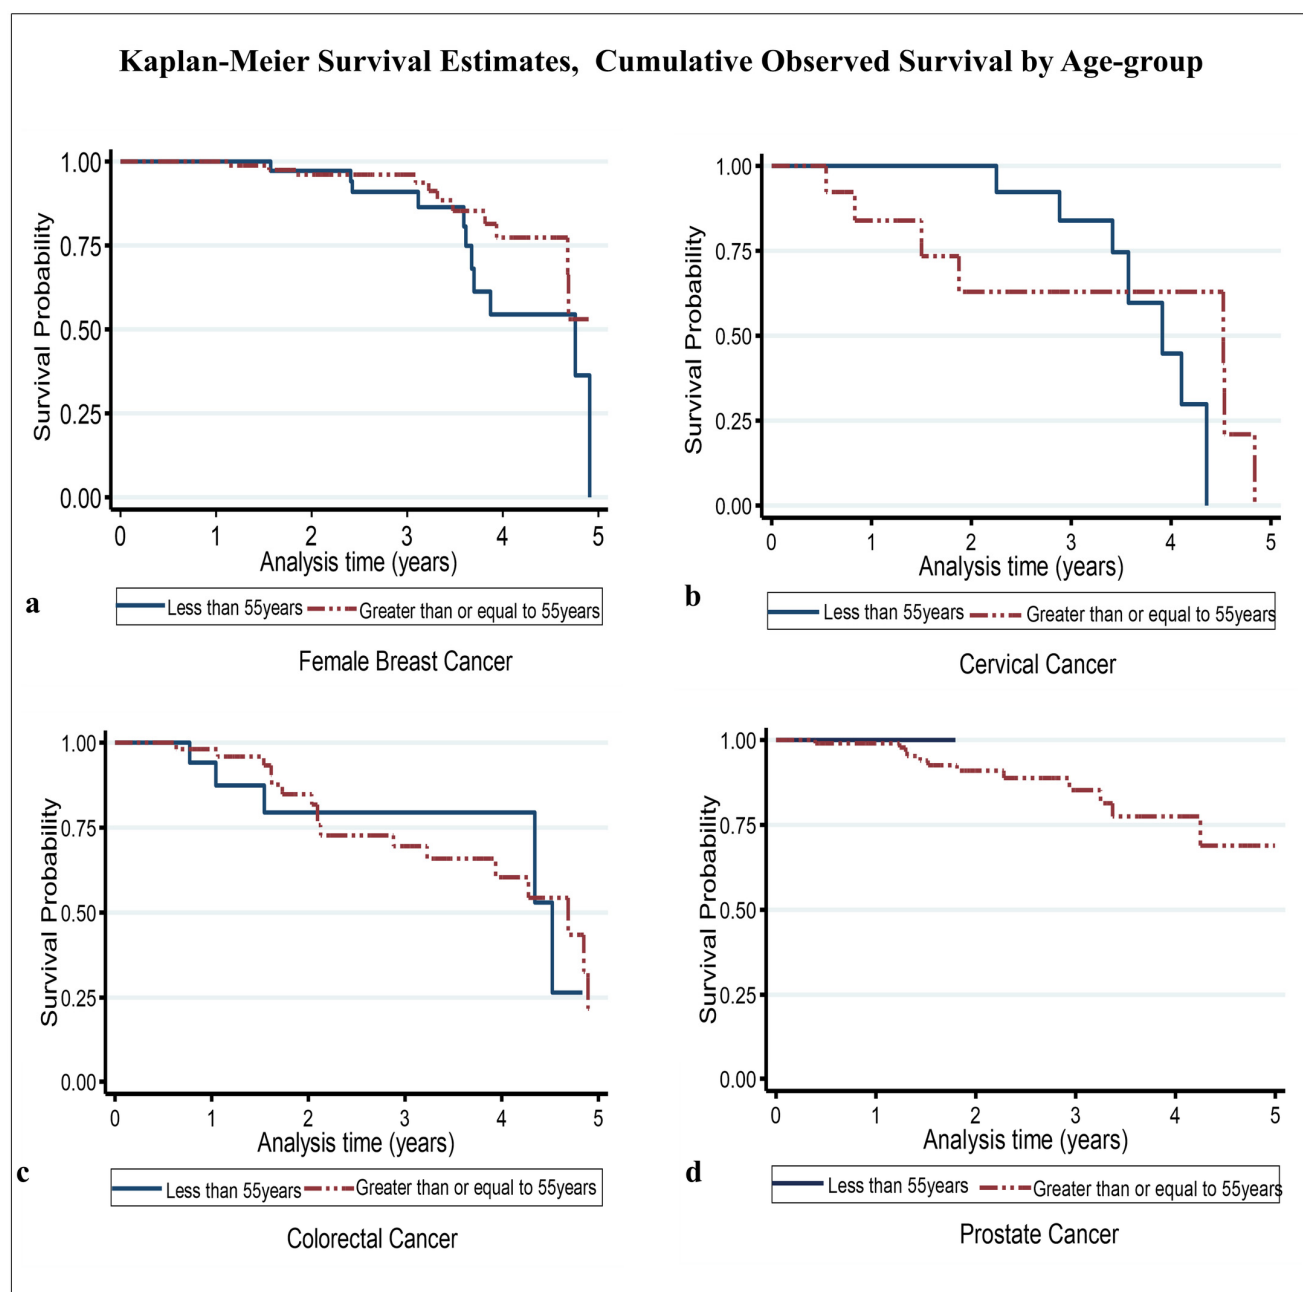 Kaplan-Meier Survival Estimates, Cumulative Observed Survival by Age-group
1.00
0.75
0.50
0.25
0.00
Survival Probability
0 1 2 3 4 5
Analysis time (years)
a
Less than 55years Greater than or equal to 55years
Female Breast Cancer
1.00
0.75
0.50
0.25
0.00
Survival Probability
0 1 2 3 4 5
Analysis time (years)
b
Less than 55years Greater than or equal to 55years
Cervical Cancer
1.00
0.75
0.50
0.25
0.00
Survival Probability
0 1 2 3 4 5
Analysis time (years)
c
Less than 55years Greater than or equal to 55years
Colorectal Cancer
1.00
0.75
0.50
0.25
0.00
Survival Probability
0 1 2 3 4 5
Analysis time (years)
d
Less than 55years Greater than or equal to 55years
Prostate Cancer